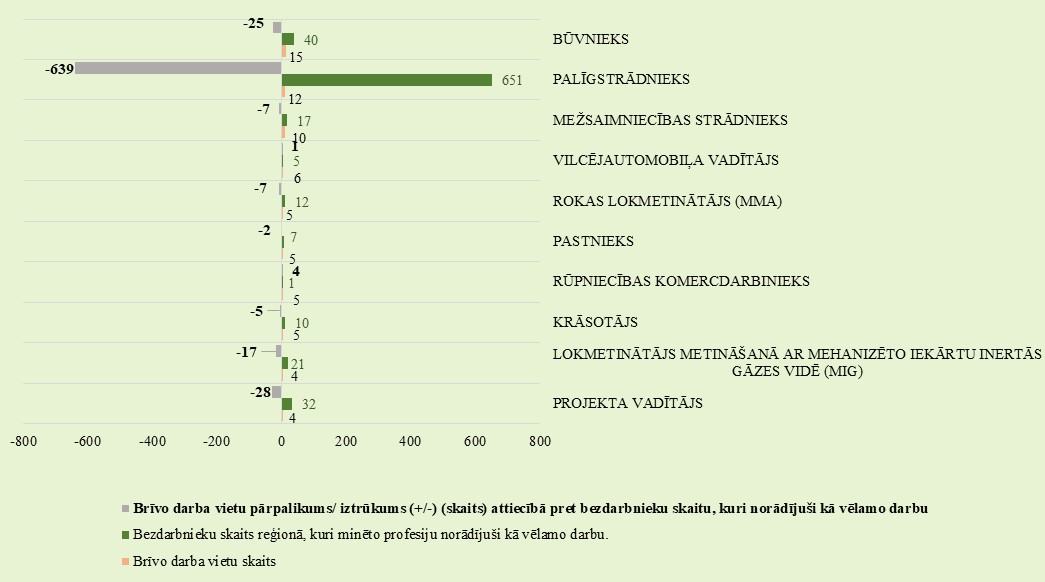 -25
40
15
BŪVNIEKS
-639
651
12
PALĪGSTRĀDNIEKS
-7
17
10
MEŽSAIMNIECĪBAS STRĀDNIEKS
1
5
6
VILCĒJAUTOMOBIĻA VADĪTĀJS
-7
12
5
ROKAS LOKMETINĀTĀJS (MMA)
-2
7
5
PASTNIEKS
4
1
5
RŪPNIECĪBAS KOMERCDARBINIEKS
-5
10
5
KRĀSOTĀJS
-17
21
4
LOKMETINĀTĀJS METINĀŠANĀ AR MEHANIZĒTO IEKĀRTU INERTĀS
GĀZES VIDĒ (MIG)
-28
32
4
PROJEKTA VADĪTĀJS
-800 -600 -400 -200 0 200 400 600 800
Brīvo darba vietu pārpalikums/ iztrūkums (+/-) (skaits) attiecībā pret bezdarbnieku skaitu, kuri norādījuši kā vēlamo darbu
Bezdarbnieku skaits reģionā, kuri minēto profesiju norādījuši kā vēlamo darbu.
Brīvo darba vietu skaits